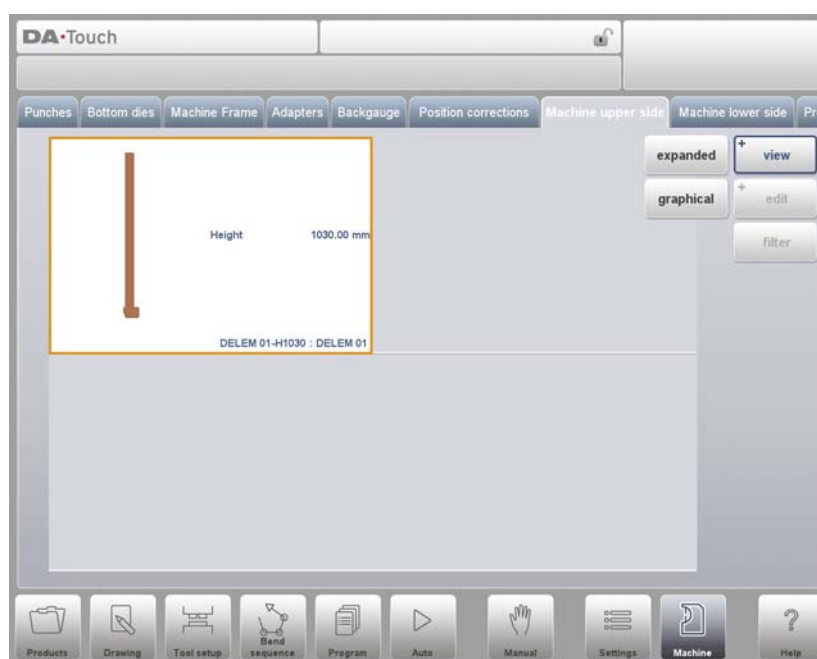 DA·Touch
Punches Bottom dies Machine Frame Adapters Backgauge Position corrections Machine upper side Machine lower side Pr
expanded + view
graphical + edit
filter
Height 1030.00 mm
DELEM 01-H1030 : DELEM 01
Products Drawing Tool setup Bend sequence Program Auto Manual Settings Machine Help